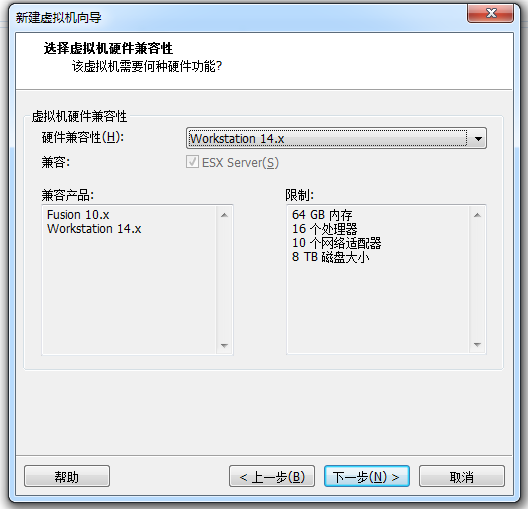 新建虚拟机向导
选择虚拟机硬件兼容性
该虚拟机需要何种硬件功能?
虚拟机硬件兼容性
硬件兼容性(H):
Workstation 14.x
兼容:
ESX Server(S)
兼容产品:
Fusion 10.x
Workstation 14.x
限制:
64 GB 内存
16 个处理器
10 个网络适配器
8 TB 磁盘大小
帮助
< 上一步(B)
下一步(N) >
取消